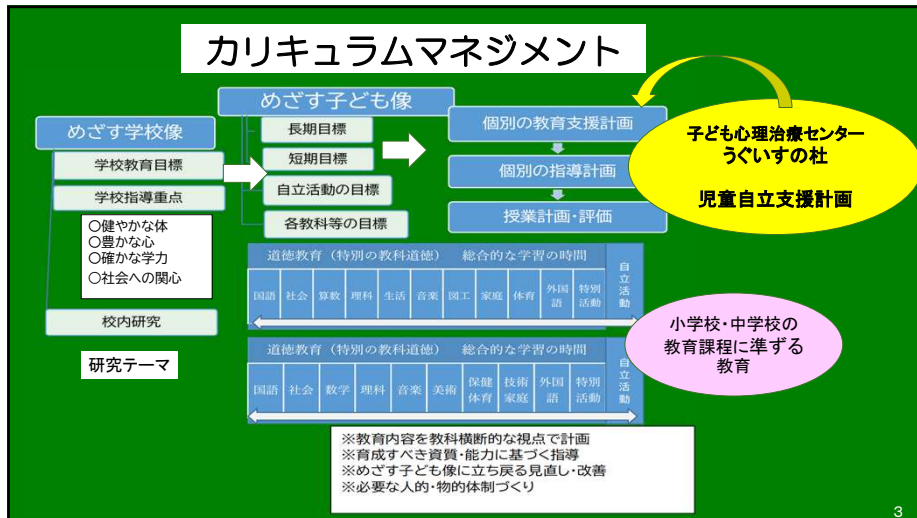 カリキュラムマネジメント
めざす学校像
学校教育目標
学校指導重点
○健やかな体
○豊かな心
○確かな学力
○社会への関心
校内研究
研究テーマ
めざす子ども像
長期目標
短期目標
自立活動の目標
各教科等の目標
個別の教育支援計画
個別の指導計画
授業計画・評価
子ども心理治療センター
うぐいすの杜
児童自立支援計画
道徳教育（特別の教科道徳） 総合的な学習の時間
国語 社会 算数 理科 生活 音楽 図工 家庭 体育 外国語 特別活動
自立活動
道徳教育（特別の教科道徳） 総合的な学習の時間
国語 社会 数学 理科 音楽 美術 保健体育 技術家庭 外国語 特別活動
自立活動
小学校・中学校の
教育課程に準ずる
教育
※教育内容を教科横断的な視点で計画
※育成すべき資質・能力に基づく指導
※めざす子ども像に立ち戻る見直し・改善
※必要な人的・物的体制づくり
3